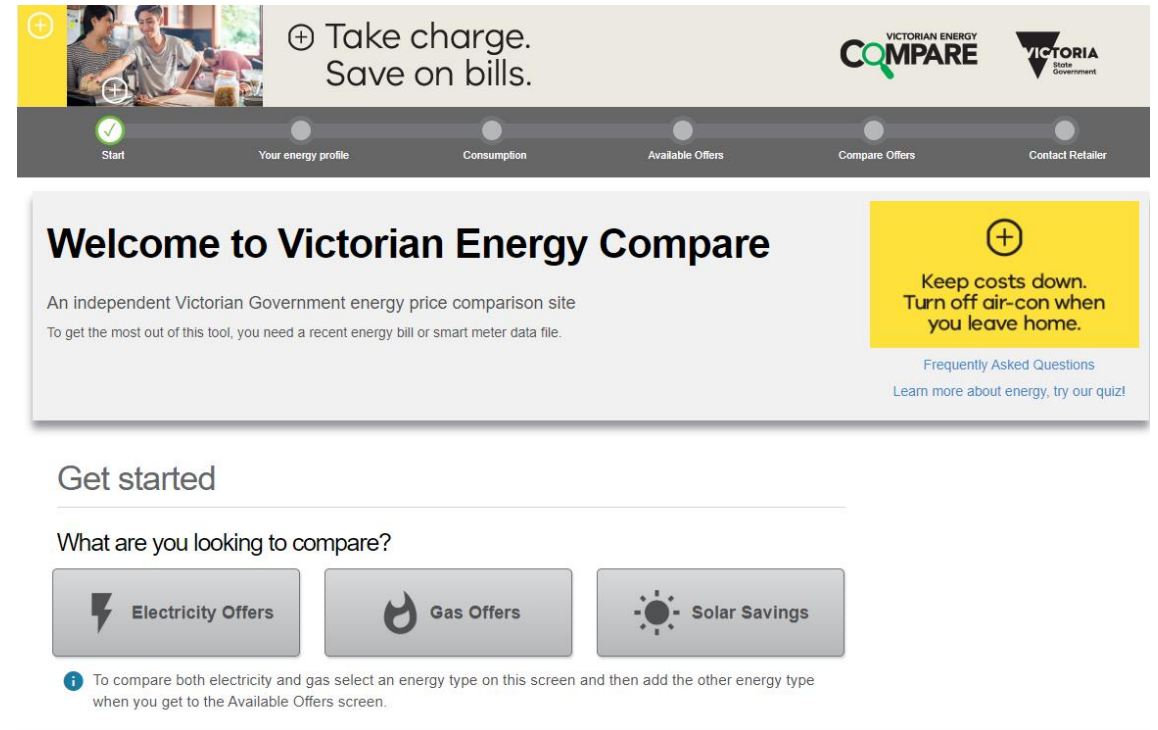 Take charge.
Save on bills.
VICTORIAN ENERGY
COMPARE
VICTORIA
State
Government
Start
Your energy profile
Consumption
Available Offers
Compare Offers
Contact Retailer
Welcome to Victorian Energy Compare
An independent Victorian Government energy price comparison site
To get the most out of this tool, you need a recent energy bill or smart meter data file.
Keep costs down.
Turn off air-con when
you leave home.
Frequently Asked Questions
Learn more about energy, try our quiz!
Get started
What are you looking to compare?
Electricity Offers
Gas Offers
Solar Savings
To compare both electricity and gas select an energy type on this screen and then add the other energy type
when you get to the Available Offers screen.